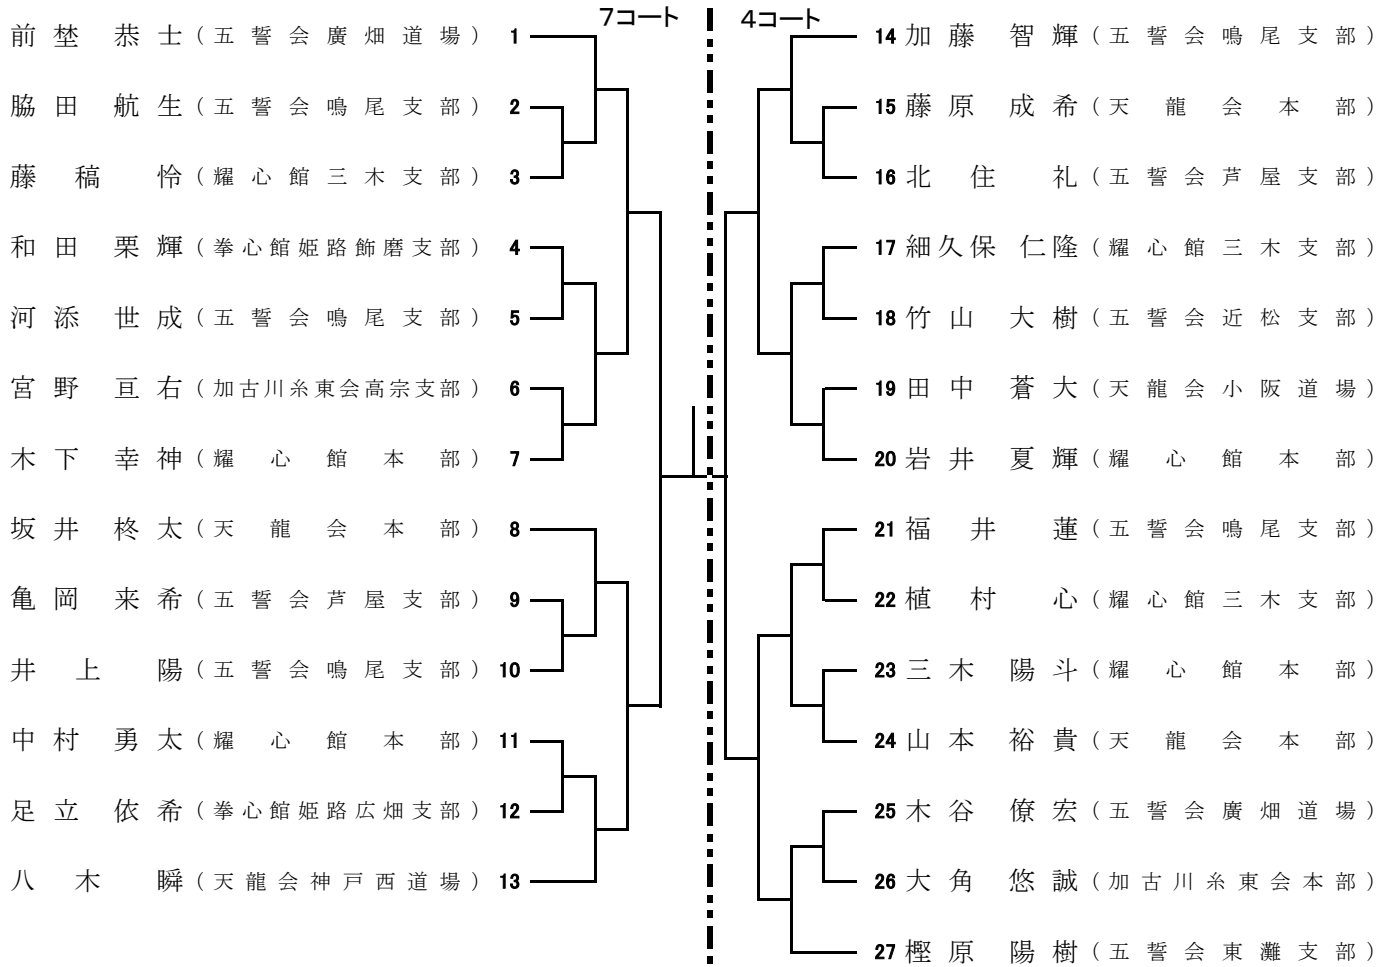 7コート
前埜 恭士（五誓会廣畑道場） 1
脇田 航生（五誓会鳴尾支部） 2
藤稿 怜（耀心館三木支部） 3
和田 栗輝（拳心館姫路飾磨支部） 4
河添 世成（五誓会鳴尾支部） 5
宮野 亘右（加古川糸東会高宗支部） 6
木下 幸神（耀心館本部） 7
坂井 柊太（天龍会本部） 8
亀岡 来希（五誓会芦屋支部） 9
井上 陽（五誓会鳴尾支部） 10
中村 勇太（耀心館本部） 11
足立 依希（拳心館姫路広畑支部） 12
八木 瞬（天龍会神戸西道場） 13
4コート
14 加藤 智輝（五誓会鳴尾支部）
15 藤原 成希（天龍会本部）
16 北住 礼（五誓会芦屋支部）
17 細久保 仁隆（耀心館三木支部）
18 竹山 大樹（五誓会近松支部）
19 田中 蒼大（天龍会小阪道場）
20 岩井 夏輝（耀心館本部）
21 福井 蓮（五誓会鳴尾支部）
22 植村 心（耀心館三木支部）
23 三木 陽斗（耀心館本部）
24 山本 裕貴（天龍会本部）
25 木谷 僚宏（五誓会廣畑道場）
26 大角 悠誠（加古川糸東会本部）
27 樫原 陽樹（五誓会東灘支部）